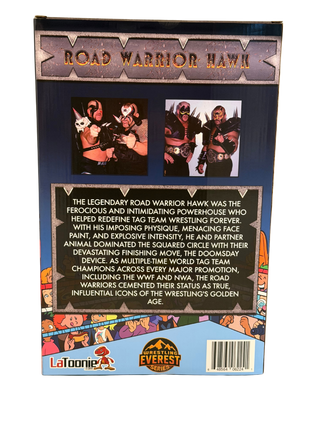 ROAD WARRIOR HAWK
THE LEGENDARY ROAD WARRIOR HAWK WAS THE
FEROCIOUS AND INTIMIDATING POWERHOUSE WHO
HELPED REDEFINE TAG TEAM WRESTLING FOREVER.
WITH HIS IMPOSING PHYSIQUE, MENACING FACE
PAINT, AND EXPLOSIVE INTENSITY, HE AND PARTNER
ANIMAL DOMINATED THE SQUARED CIRCLE WITH THEIR
DEVASTATING FINISHING MOVE, THE DOOMSDAY
DEVICE. AS MULTIPLE-TIME WORLD TAG TEAM
CHAMPIONS ACROSS EVERY MAJOR PROMOTION,
INCLUDING THE WWF AND NWA, THE ROAD
WARRIORS CEMENTED THEIR STATUS AS TRUE,
INFLUENTIAL ICONS OF THE WRESTLING'S GOLDEN
AGE.
LaToonie
WRESTLING
EVEREST
SERIES